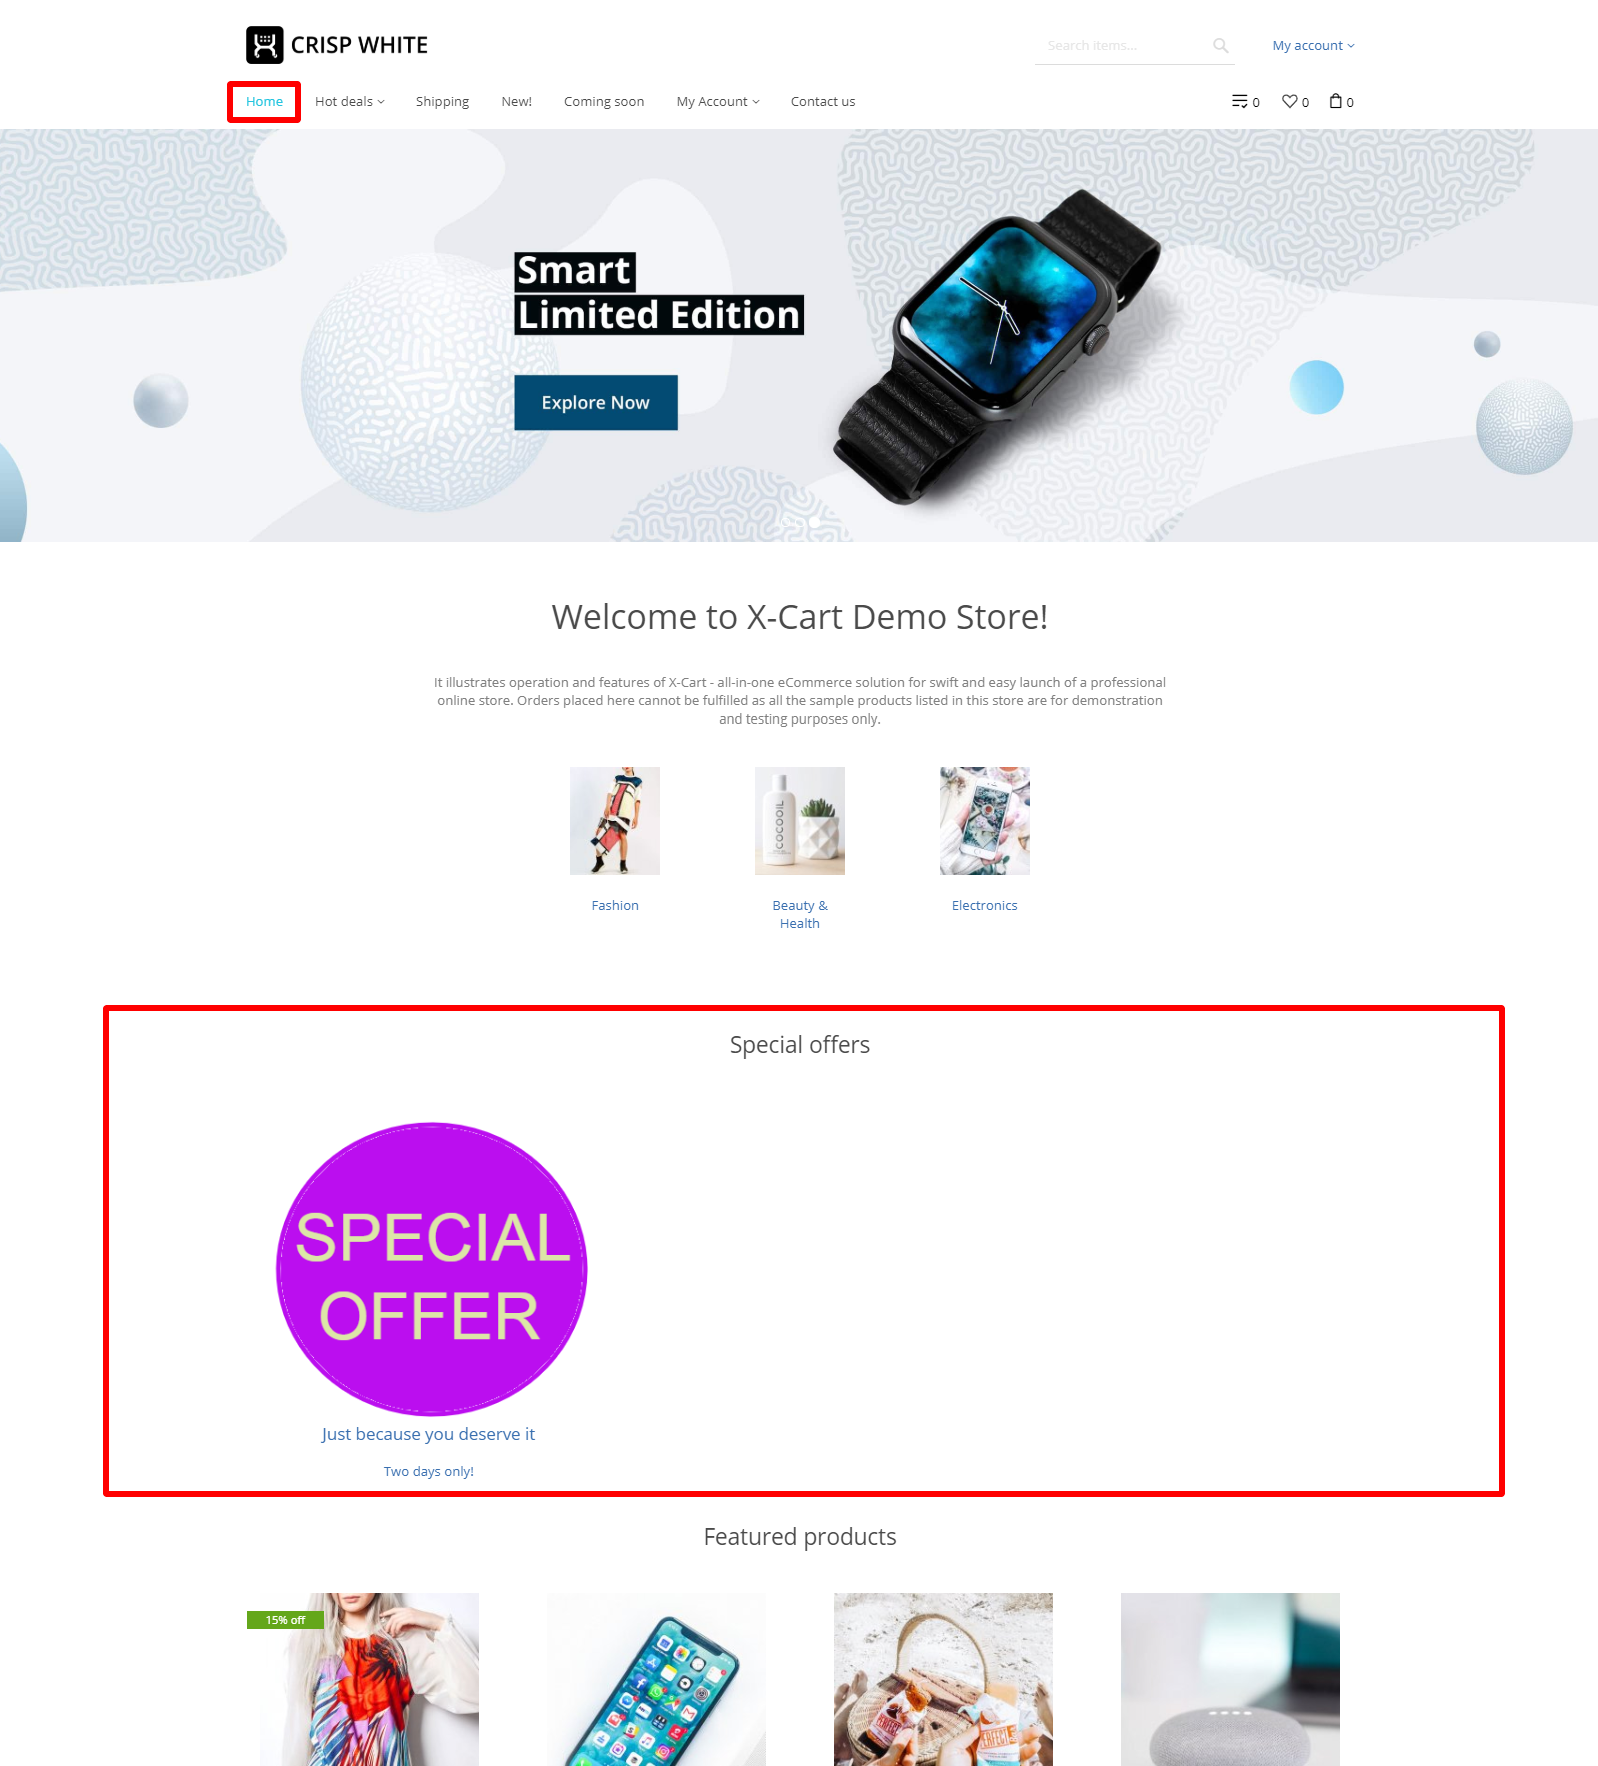 CRISP WHITE
Search items...
My account
Home
Hot deals
Shipping
New!
Coming soon
My Account
Contact us
0
0
0
Smart
Limited Edition
Explore Now
Welcome to X-Cart Demo Store!
It illustrates operation and features of X-Cart - all-in-one eCommerce solution for swift and easy launch of a professional
online store. Orders placed here cannot be fulfilled as all the sample products listed in this store are for demonstration
and testing purposes only.
COCOOIL
Fashion
Beauty &
Health
Electronics
Special offers
SPECIAL
OFFER
Just because you deserve it
Two days only!
Featured products
15% off
PERFECT
PERFECT